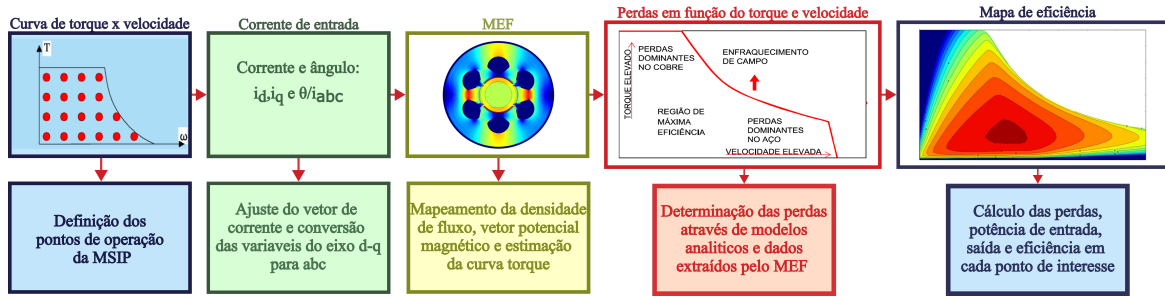 Curva de torque x velocidade
T
ω
Definição dos
pontos de operação
da MSIP
Corrente de entrada
Corrente e ângulo:
id,iq e θ/iabc
Ajuste do vetor de
corrente e conversão
das variaveis do eixo d-q
para abc
MEF
Mapeamento da densidade
de fluxo, vetor potencial
magnético e estimação
da curva torque
Perdas em função do torque e velocidade
TORQUE ELEVADO
PERDAS
DOMINANTES
NO COBRE
ENFRAQUECIMENTO
DE CAMPO
REGIÃO DE
MÁXIMA
EFICIÊNCIA
PERDAS
DOMINANTES
NO AÇO
VELOCIDADE ELEVADA
Determinação das perdas
através de modelos
analiticos e dados
extraídos pelo MEF
Mapa de eficiência
Cálculo das perdas,
potência de entrada,
saída e eficiência em
cada ponto de interesse